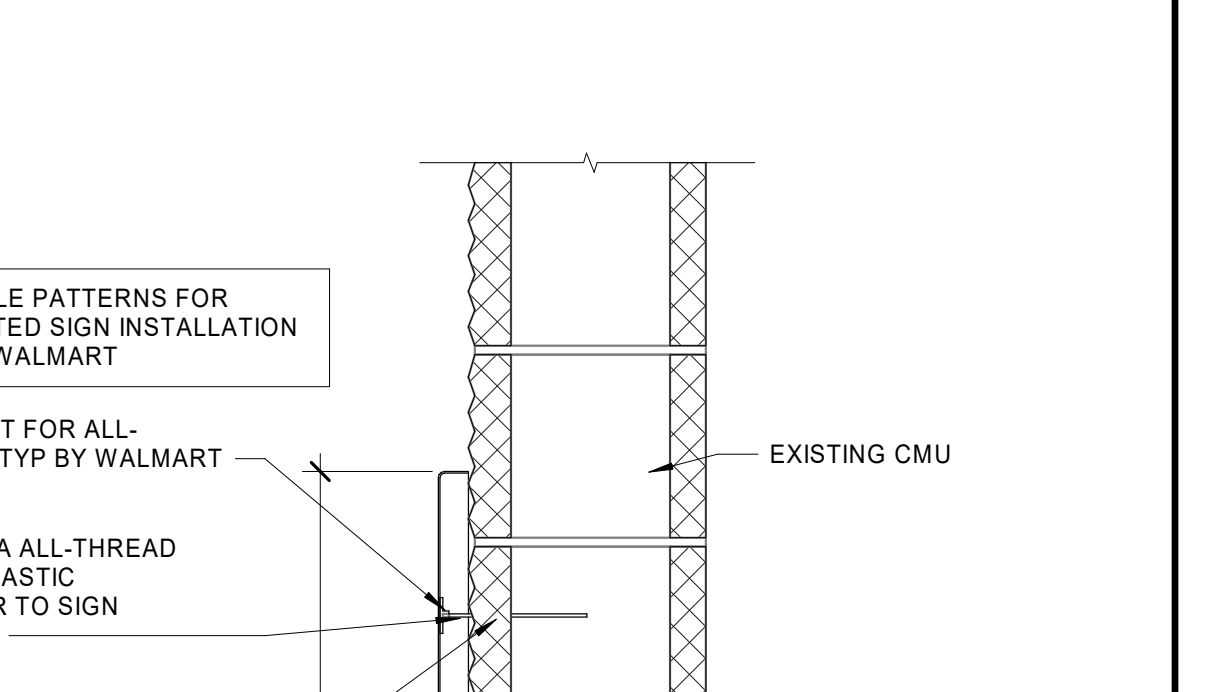 LE PATTERNS FOR
TED SIGN INSTALLATION
WALMART
T FOR ALL-
TYP BY WALMART
EXISTING CMU
A ALL-THREAD
ASTIC
R TO SIGN